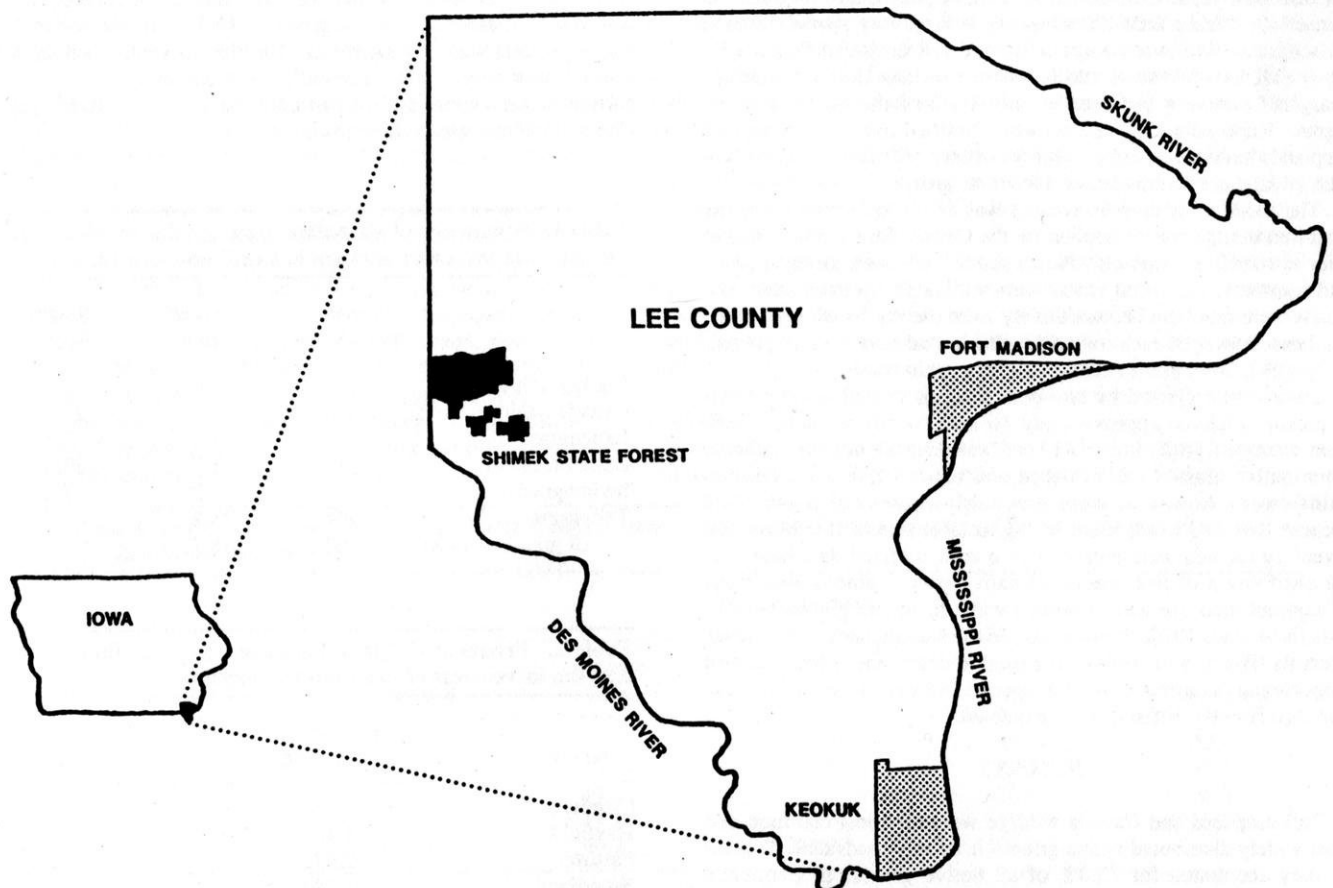 SKUNK RIVER
LEE COUNTY
FORT MADISON
SHIMEK STATE FOREST
MISSISSIPPI RIVER
IOWA
DES MOINES RIVER
KEOKUK